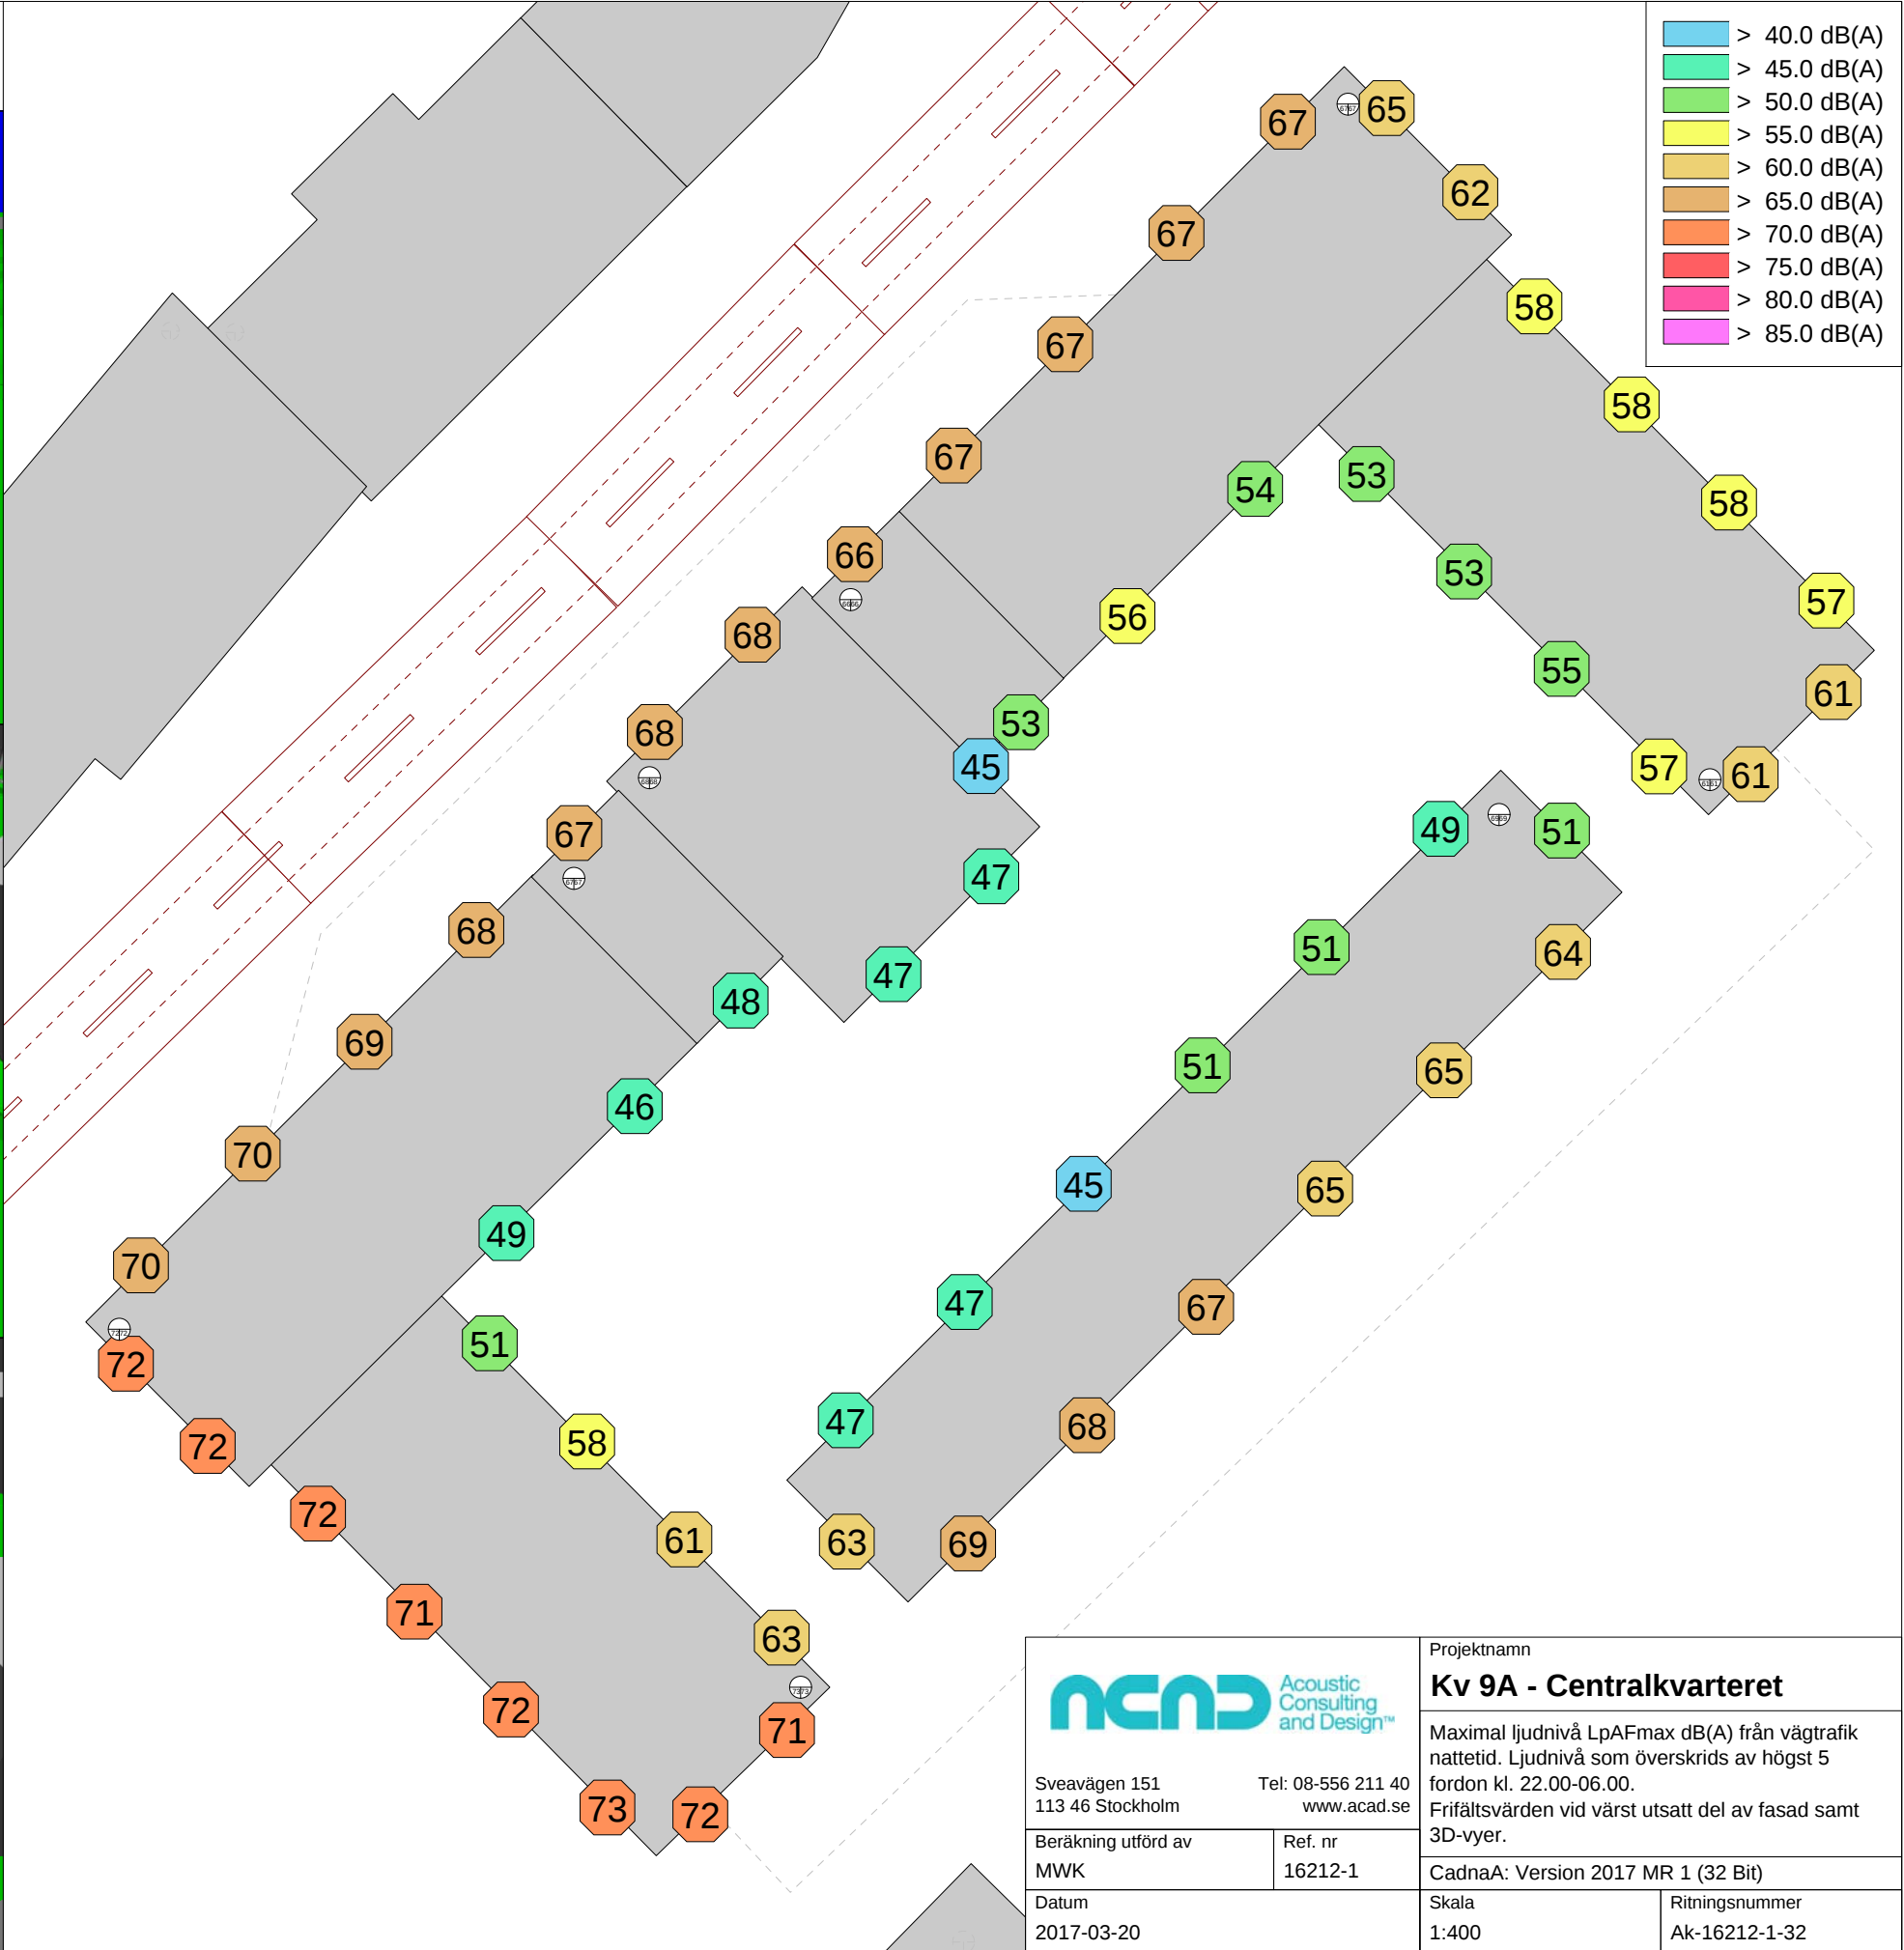 > 40.0 dB(A)
> 45.0 dB(A)
> 50.0 dB(A)
> 55.0 dB(A)
> 60.0 dB(A)
> 65.0 dB(A)
> 70.0 dB(A)
> 75.0 dB(A)
> 80.0 dB(A)
> 85.0 dB(A)
65
67
62
67
58
67
58
67
53
54
58
66
53
57
56
68
55
61
53
68
45
57
61
49
51
67
47
68
51
64
47
48
69
51
65
46
70
45
65
49
70
47
67
51
72
47
68
58
72
72
61
63
69
71
63
72
71
73
72
ACAD Acoustic
Consulting
and Design™
Sveavägen 151
113 46 Stockholm
Tel: 08-556 211 40
www.acad.se
Projektnamn
Kv 9A - Centralkvarteret
Maximal ljudnivå LpAFmax dB(A) från vägtrafik
nattetid. Ljudnivå som överskrids av högst 5
fordon kl. 22.00-06.00.
Frifältsvärden vid värst utsatt del av fasad samt
3D-vyer.
Beräkning utförd av
MWK
Ref. nr
16212-1
CadnaA: Version 2017 MR 1 (32 Bit)
Datum
2017-03-20
Skala
1:400
Ritningsnummer
Ak-16212-1-32